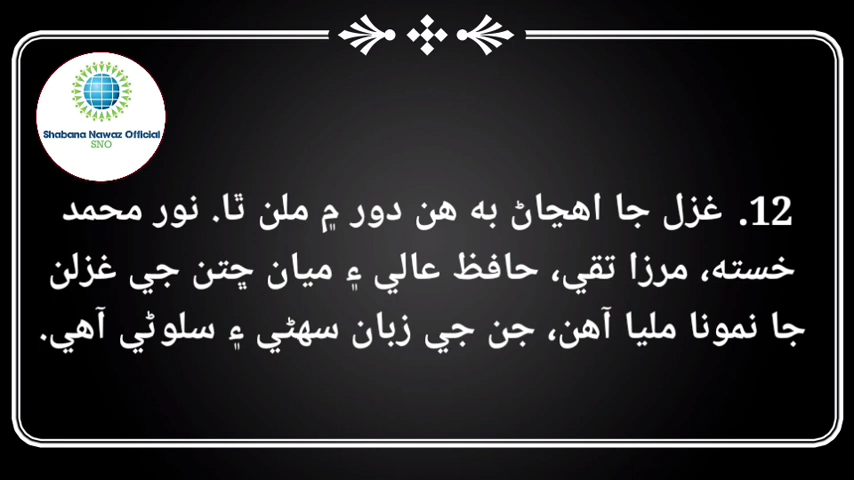 Shabana Nawaz Official
SNO
12. غزل جا اهڃاڻ به هن دور ۾ ملن ٿا. نور محمد
خسته، مرزا تقي، حافظ عالي ۽ ميان چتن جي غزلن
جا نمونا مليا آهن، جن جي زبان سهڻي ۽ سلوڻي آهي.